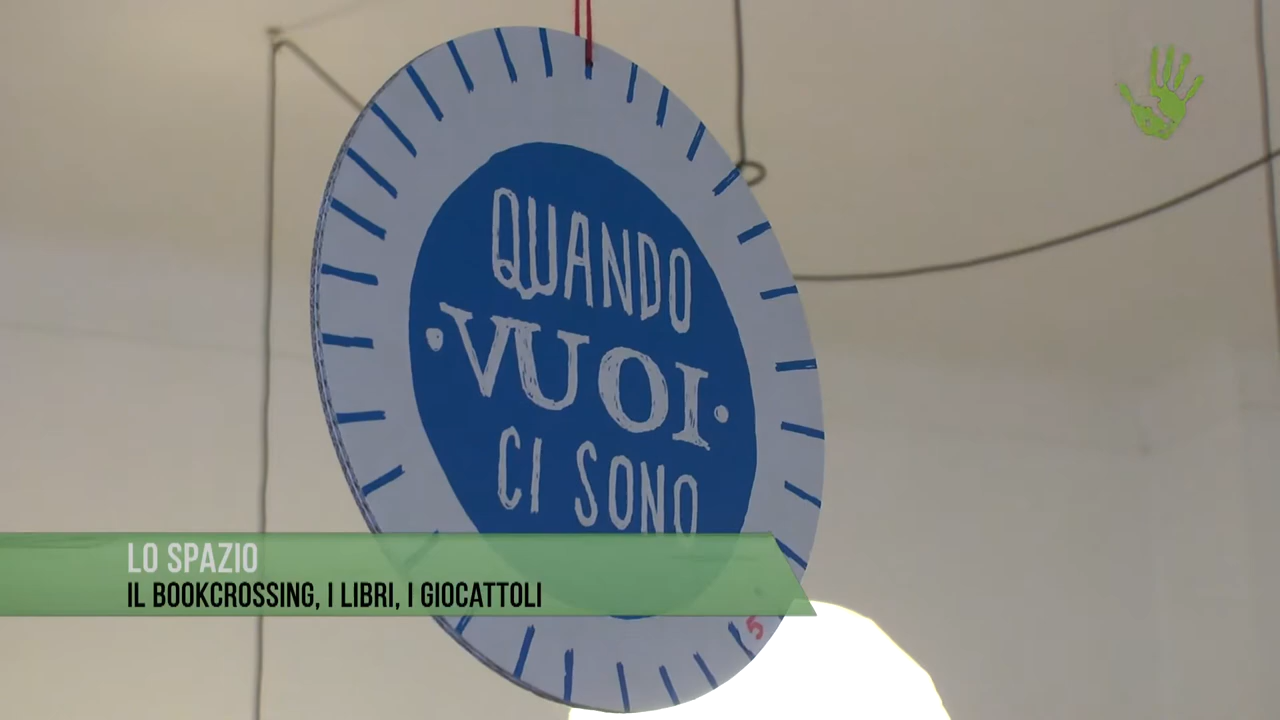 QUANDO
·VUOI·
CI SONO
LO SPAZIO
IL BOOKCROSSING, I LIBRI, I GIOCATTOLI
5